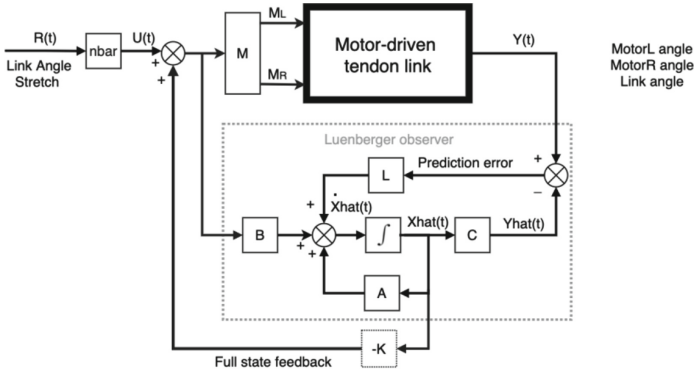 R(t)
Link Angle
Stretch
nbar
U(t)
+
+
M
ML
MR
Motor-driven
tendon link
Y(t)
MotorL angle
MotorR angle
Link angle
Luenberger observer
Prediction error
L
+
−
+
Ẋhat(t)
B
+
+
∫
Xhat(t)
C
Yhat(t)
A
-K
Full state feedback